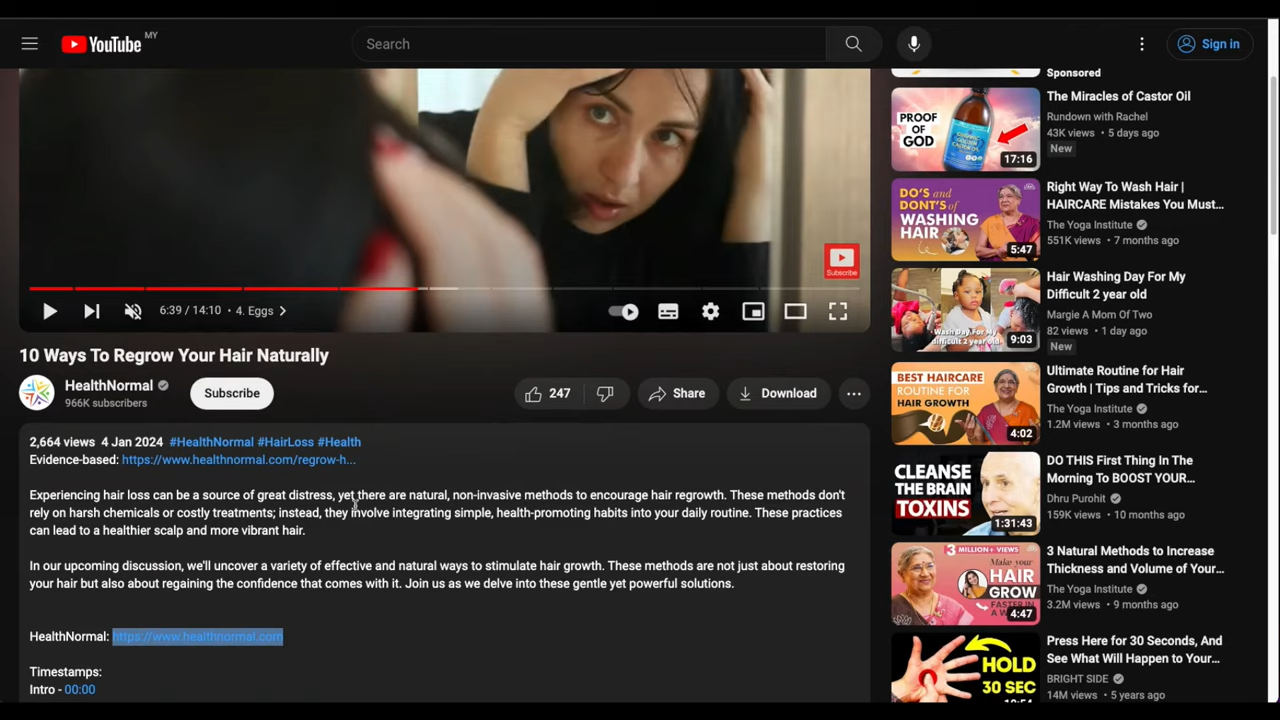 YouTube MY
Search
Sign in
Subscribe
6:39 / 14:10 • 4. Eggs
10 Ways To Regrow Your Hair Naturally
HealthNormal
966K subscribers
Subscribe
247
Share
Download
2,664 views 4 Jan 2024 #HealthNormal #HairLoss #Health
Evidence-based: https://www.healthnormal.com/regrow-h...
Experiencing hair loss can be a source of great distress, yet there are natural, non-invasive methods to encourage hair regrowth. These methods don't
rely on harsh chemicals or costly treatments; instead, they involve integrating simple, health-promoting habits into your daily routine. These practices
can lead to a healthier scalp and more vibrant hair.
In our upcoming discussion, we'll uncover a variety of effective and natural ways to stimulate hair growth. These methods are not just about restoring
your hair but also about regaining the confidence that comes with it. Join us as we delve into these gentle yet powerful solutions.
HealthNormal: https://www.healthnormal.com
Timestamps:
Intro - 00:00
Sponsored
PROOF
OF
GOD
17:16
The Miracles of Castor Oil
Rundown with Rachel
43K views • 5 days ago
New
DO'S and
DONT'S of
WASHING
HAIR
5:47
Right Way To Wash Hair |
HAIRCARE Mistakes You Must...
The Yoga Institute
551K views • 7 months ago
Wash Day For My
difficult 2 year old
9:03
Hair Washing Day For My
Difficult 2 year old
Margie A Mom Of Two
82 views • 1 day ago
New
BEST HAIRCARE
ROUTINE FOR
HAIR GROWTH
4:02
Ultimate Routine for Hair
Growth | Tips and Tricks for...
The Yoga Institute
1.2M views • 3 months ago
CLEANSE
THE BRAIN
TOXINS
1:31:43
DO THIS First Thing In The
Morning To BOOST YOUR...
Dhru Purohit
159K views • 10 months ago
3 MILLION+ VIEWS
Make your
HAIR
GROW
FASTER IN
4:47
3 Natural Methods to Increase
Thickness and Volume of Your...
The Yoga Institute
3.2M views • 9 months ago
HOLD
30 SEC
Press Here for 30 Seconds, And
See What Will Happen to Your...
BRIGHT SIDE
14M views • 5 years ago